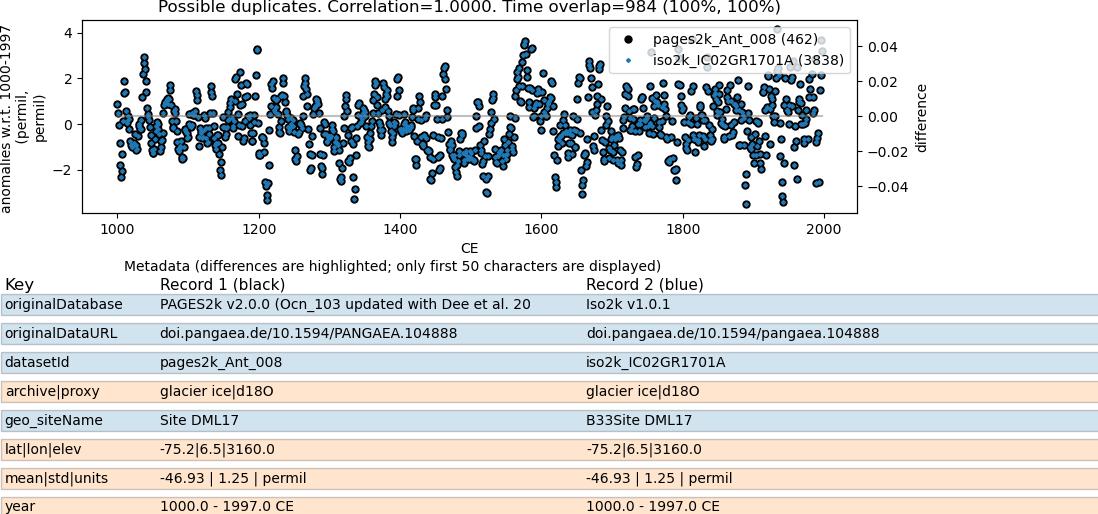 Possible duplicates. Correlation=1.0000. Time overlap=984 (100%, 100%)
anomalies w.r.t. 1000-1997
(permil,
permil)
4
2
0
−2
pages2k_Ant_008 (462)
iso2k_IC02GR1701A (3838)
0.04
0.02
0.00
−0.02
−0.04
difference
1000 1200 1400 1600 1800 2000
CE
Metadata (differences are highlighted; only first 50 characters are displayed)
Key Record 1 (black) Record 2 (blue)
originalDatabase PAGES2k v2.0.0 (Ocn_103 updated with Dee et al. 20 Iso2k v1.0.1
originalDataURL doi.pangaea.de/10.1594/PANGAEA.104888 doi.pangaea.de/10.1594/pangaea.104888
datasetId pages2k_Ant_008 iso2k_IC02GR1701A
archive|proxy glacier ice|d18O glacier ice|d18O
geo_siteName Site DML17 B33Site DML17
lat|lon|elev -75.2|6.5|3160.0 -75.2|6.5|3160.0
mean|std|units -46.93 | 1.25 | permil -46.93 | 1.25 | permil
year 1000.0 - 1997.0 CE 1000.0 - 1997.0 CE